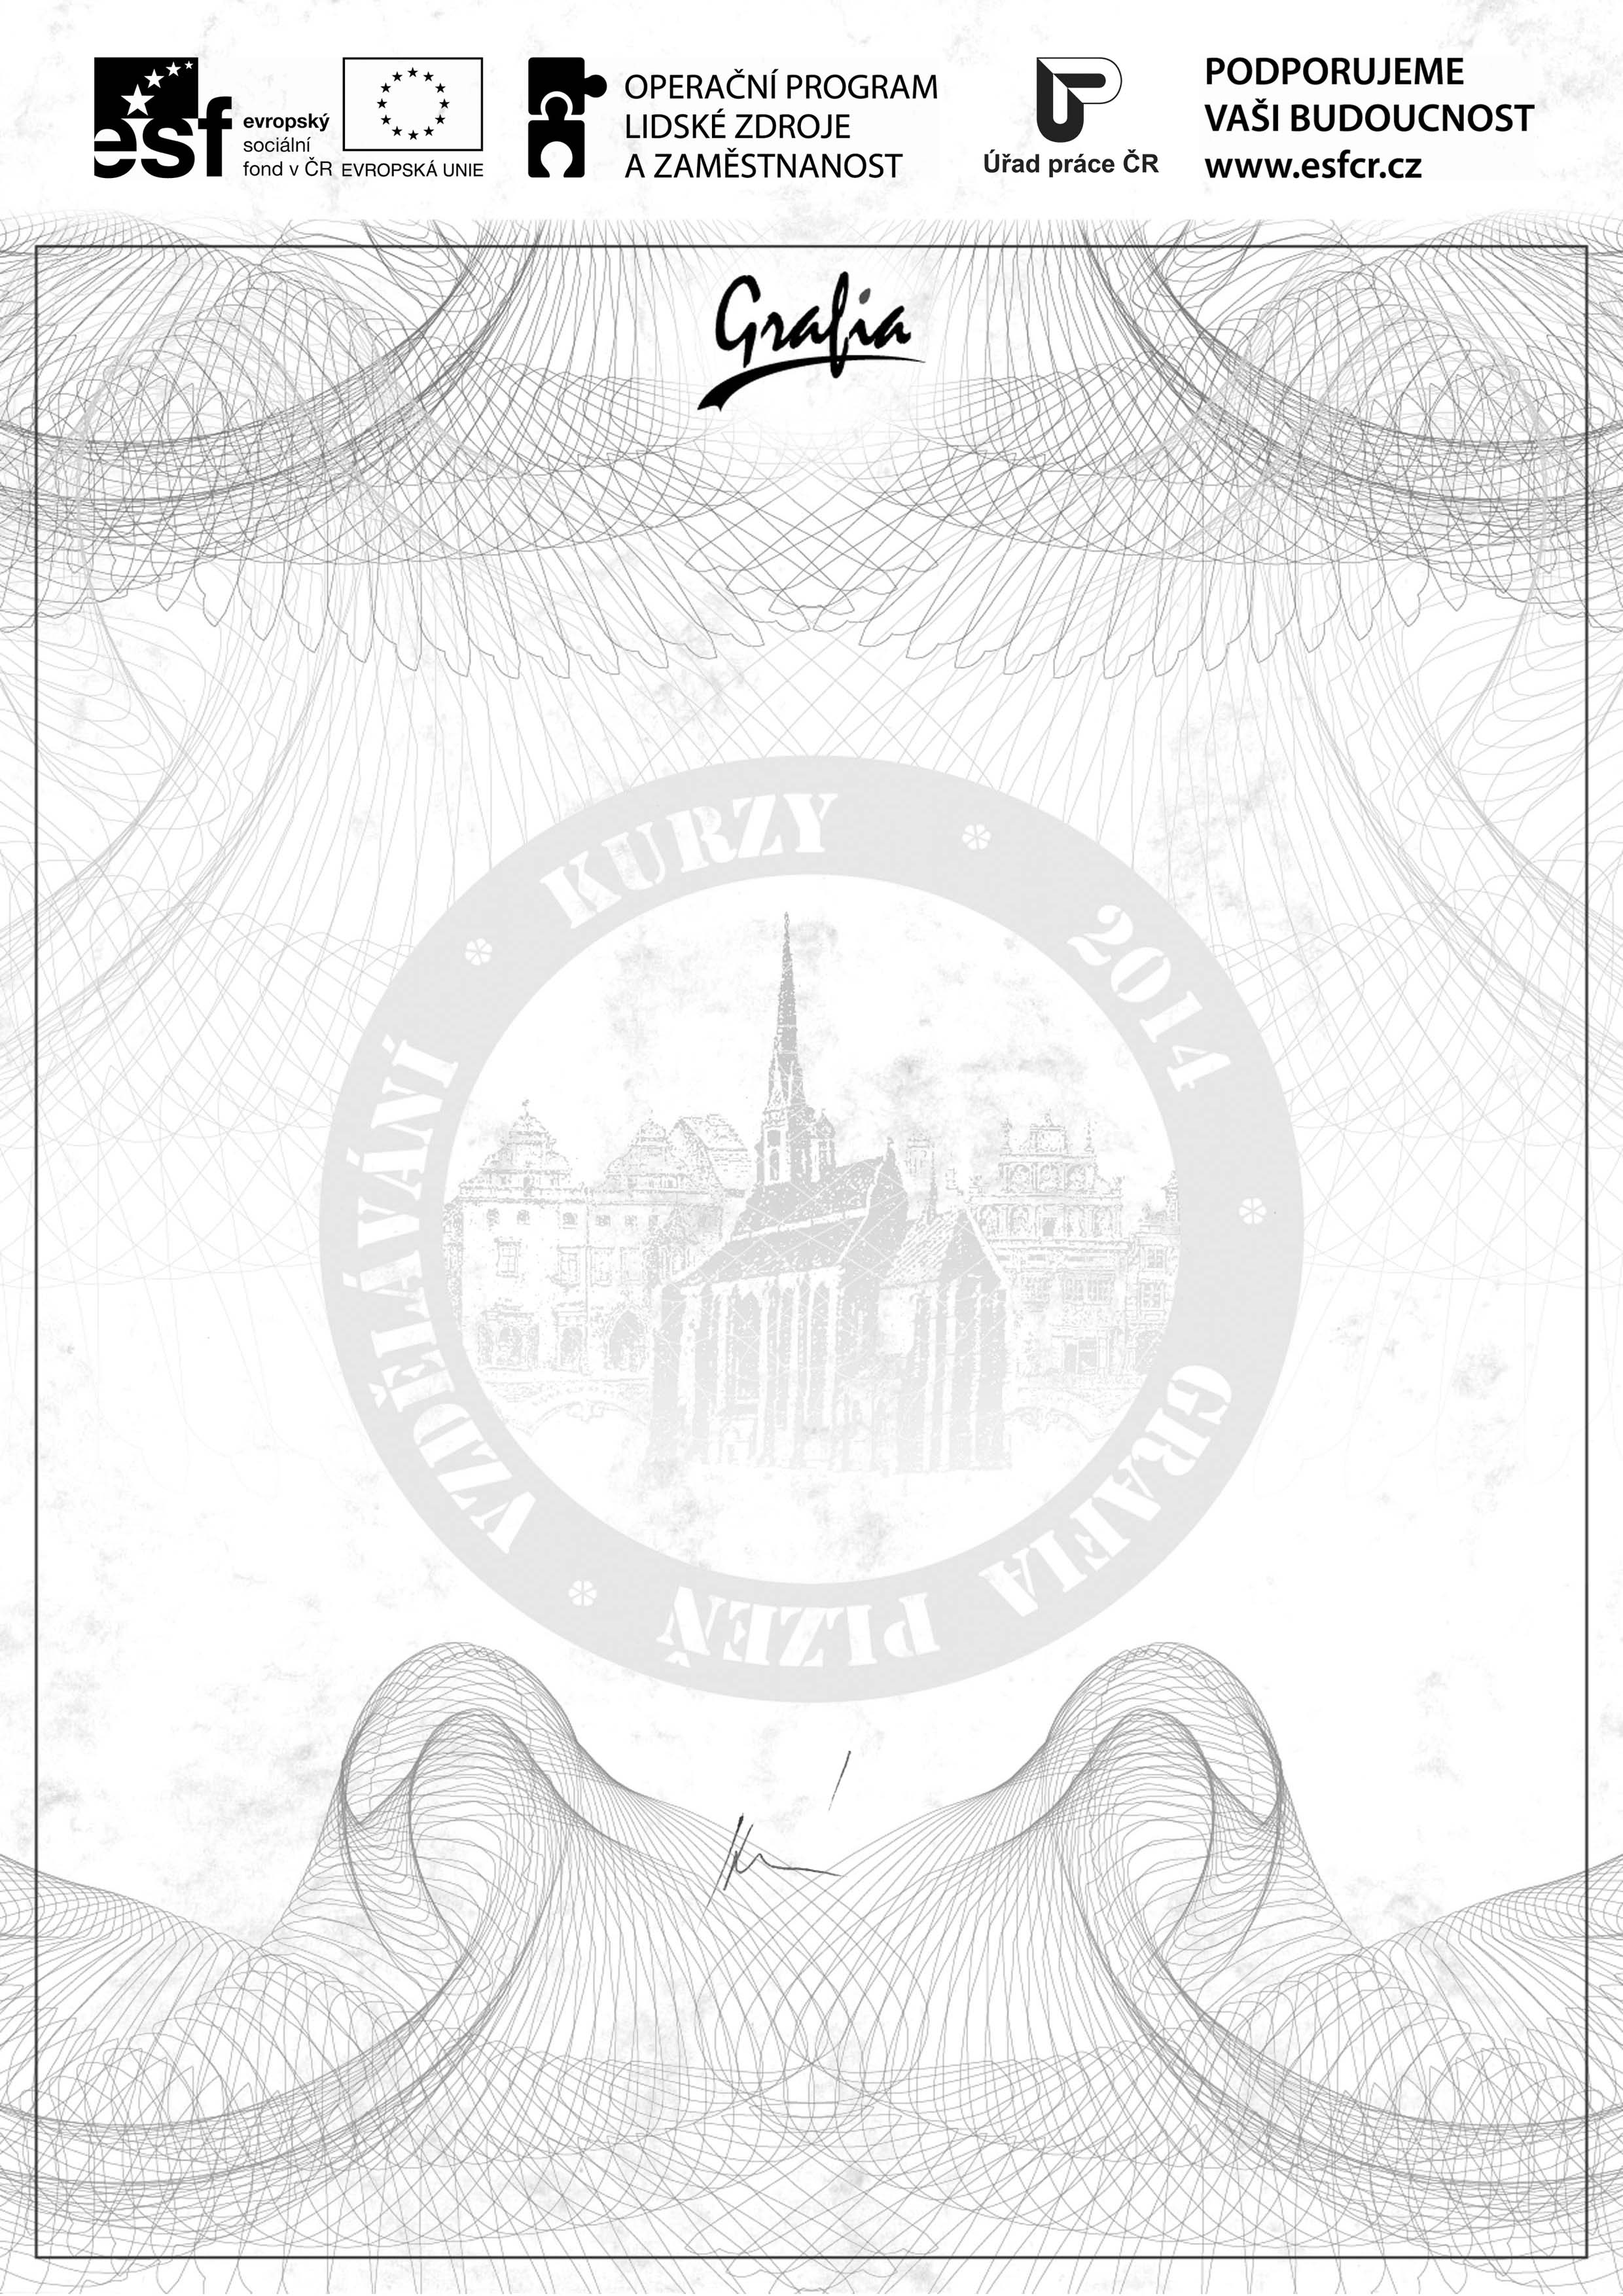 esf
evropský
sociální
fond v ČR
EVROPSKÁ UNIE
OPERAČNÍ PROGRAM
LIDSKÉ ZDROJE
A ZAMĚSTNANOST
Úřad práce ČR
PODPORUJEME
VAŠI BUDOUCNOST
www.esfcr.cz
Grafia
VZDĚLÁVÁNÍ * KURZY * 2014 * GRAFIA PLZEŇ *